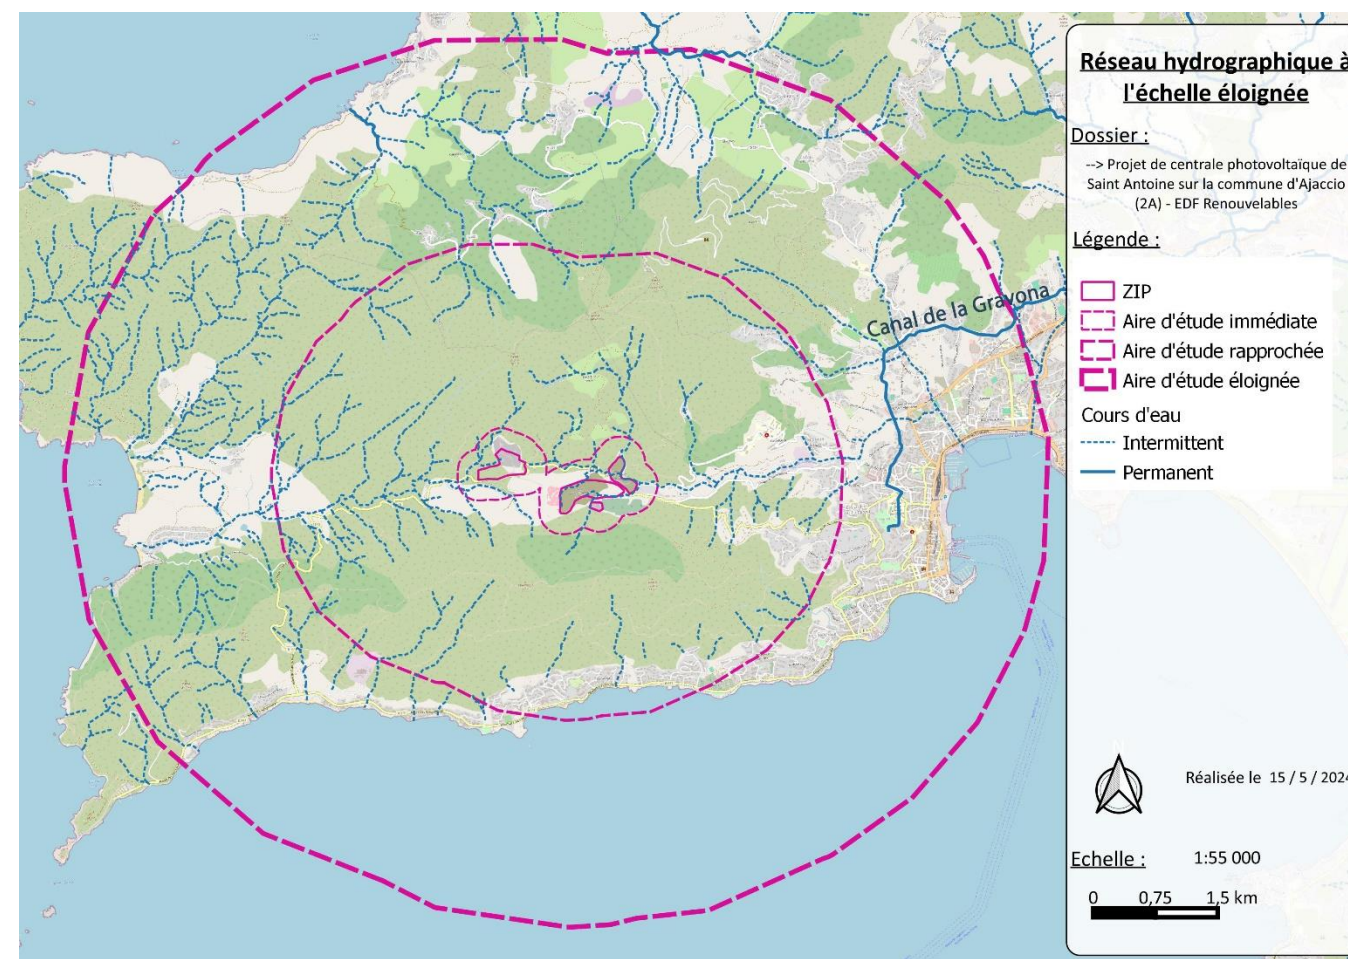 Réseau hydrographique à
l'échelle éloignée
Dossier :
--> Projet de centrale photovoltaïque de
Saint Antoine sur la commune d'Ajaccio
(2A) - EDF Renouvelables
Légende :
ZIP
Aire d'étude immédiate
Aire d'étude rapprochée
Aire d'étude éloignée
Cours d'eau
Intermittent
Permanent
Canal de la Gravona
Réalisée le 15 / 5 / 2024
Echelle :
1:55 000
0 0,75 1,5 km